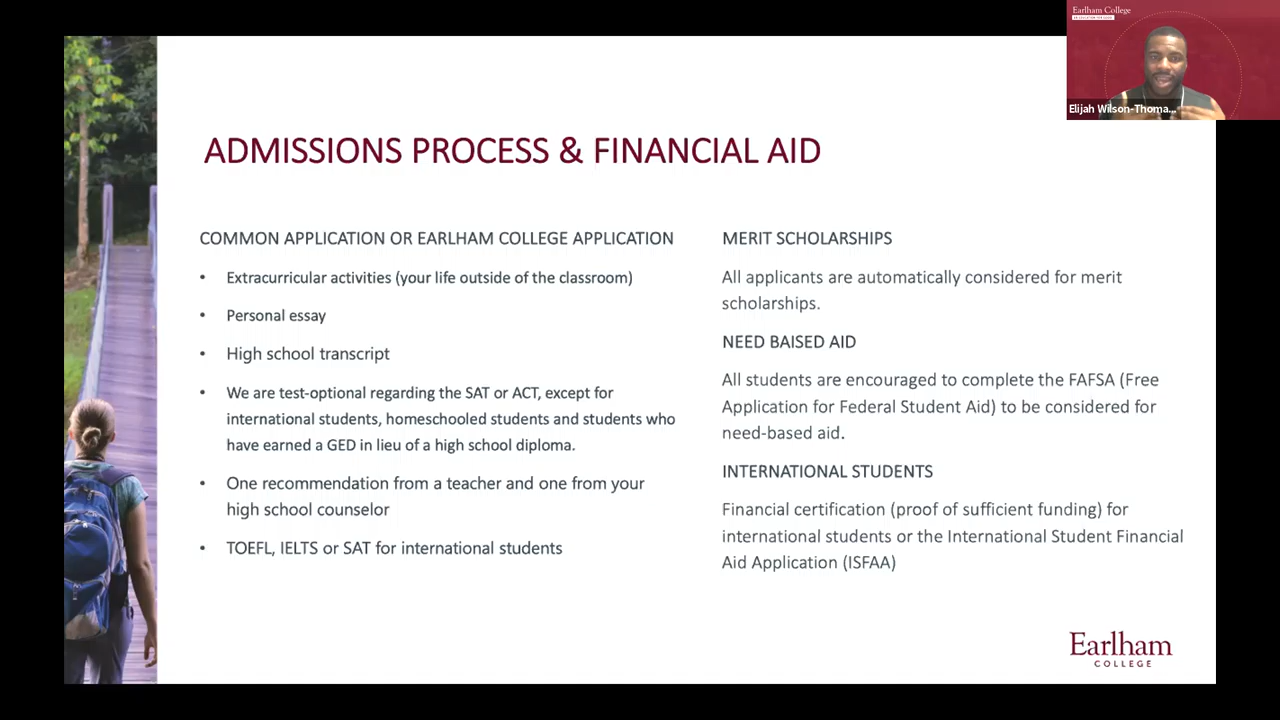 Earlham College
Elijah Wilson-Thoma...
ADMISSIONS PROCESS & FINANCIAL AID
COMMON APPLICATION OR EARLHAM COLLEGE APPLICATION
• Extracurricular activities (your life outside of the classroom)
• Personal essay
• High school transcript
• We are test-optional regarding the SAT or ACT, except for
international students, homeschooled students and students who
have earned a GED in lieu of a high school diploma.
• One recommendation from a teacher and one from your
high school counselor
• TOEFL, IELTS or SAT for international students
MERIT SCHOLARSHIPS
All applicants are automatically considered for merit
scholarships.
NEED BAISED AID
All students are encouraged to complete the FAFSA (Free
Application for Federal Student Aid) to be considered for
need-based aid.
INTERNATIONAL STUDENTS
Financial certification (proof of sufficient funding) for
international students or the International Student Financial
Aid Application (ISFAA)
Earlham
COLLEGE